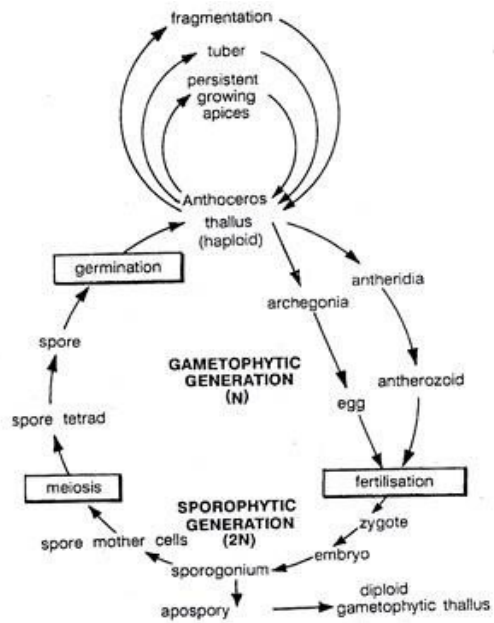 fragmentation
tuber
persistent
growing
apices
Anthoceros
thallus
(haploid)
germination
antheridia
archegonia
spore
GAMETOPHYTIC
GENERATION
(N)
antherozoid
egg
spore tetrad
meiosis
fertilisation
SPOROPHYTIC
GENERATION
(2N)
zygote
spore mother cells
embryo
sporogonium
apospory
diploid
gametophytic thallus